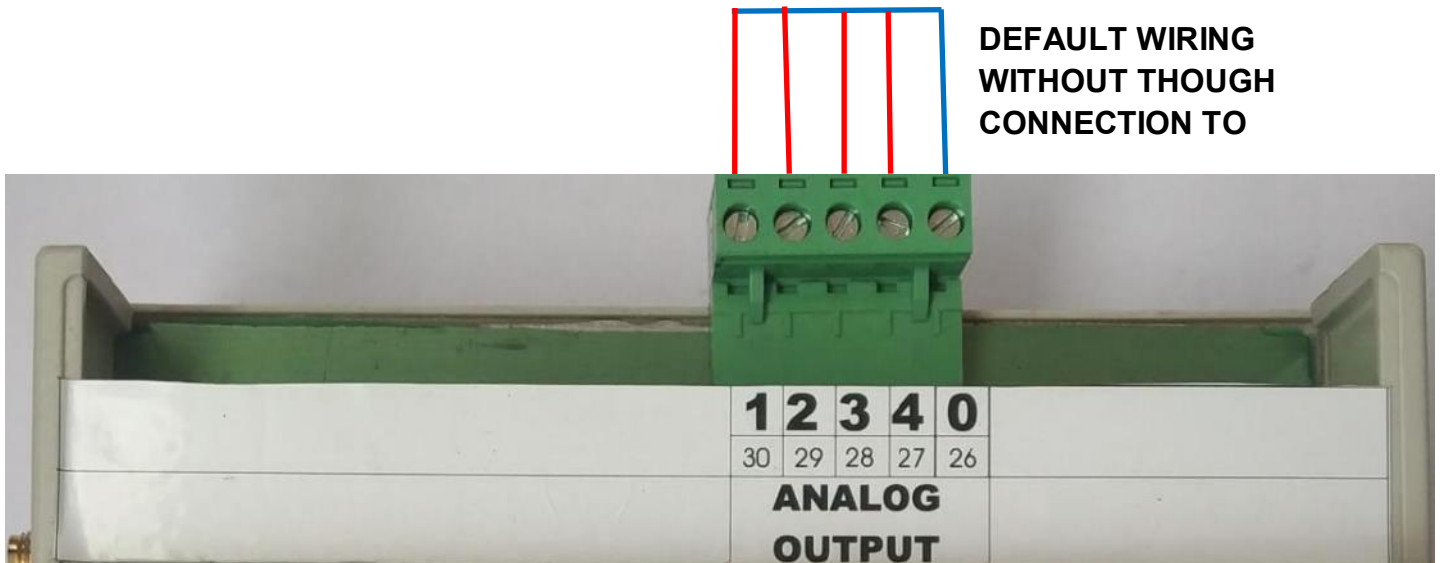 DEFAULT WIRING
WITHOUT THOUGH
CONNECTION TO
1 2 3 4 0
30 29 28 27 26
ANALOG
OUTPUT